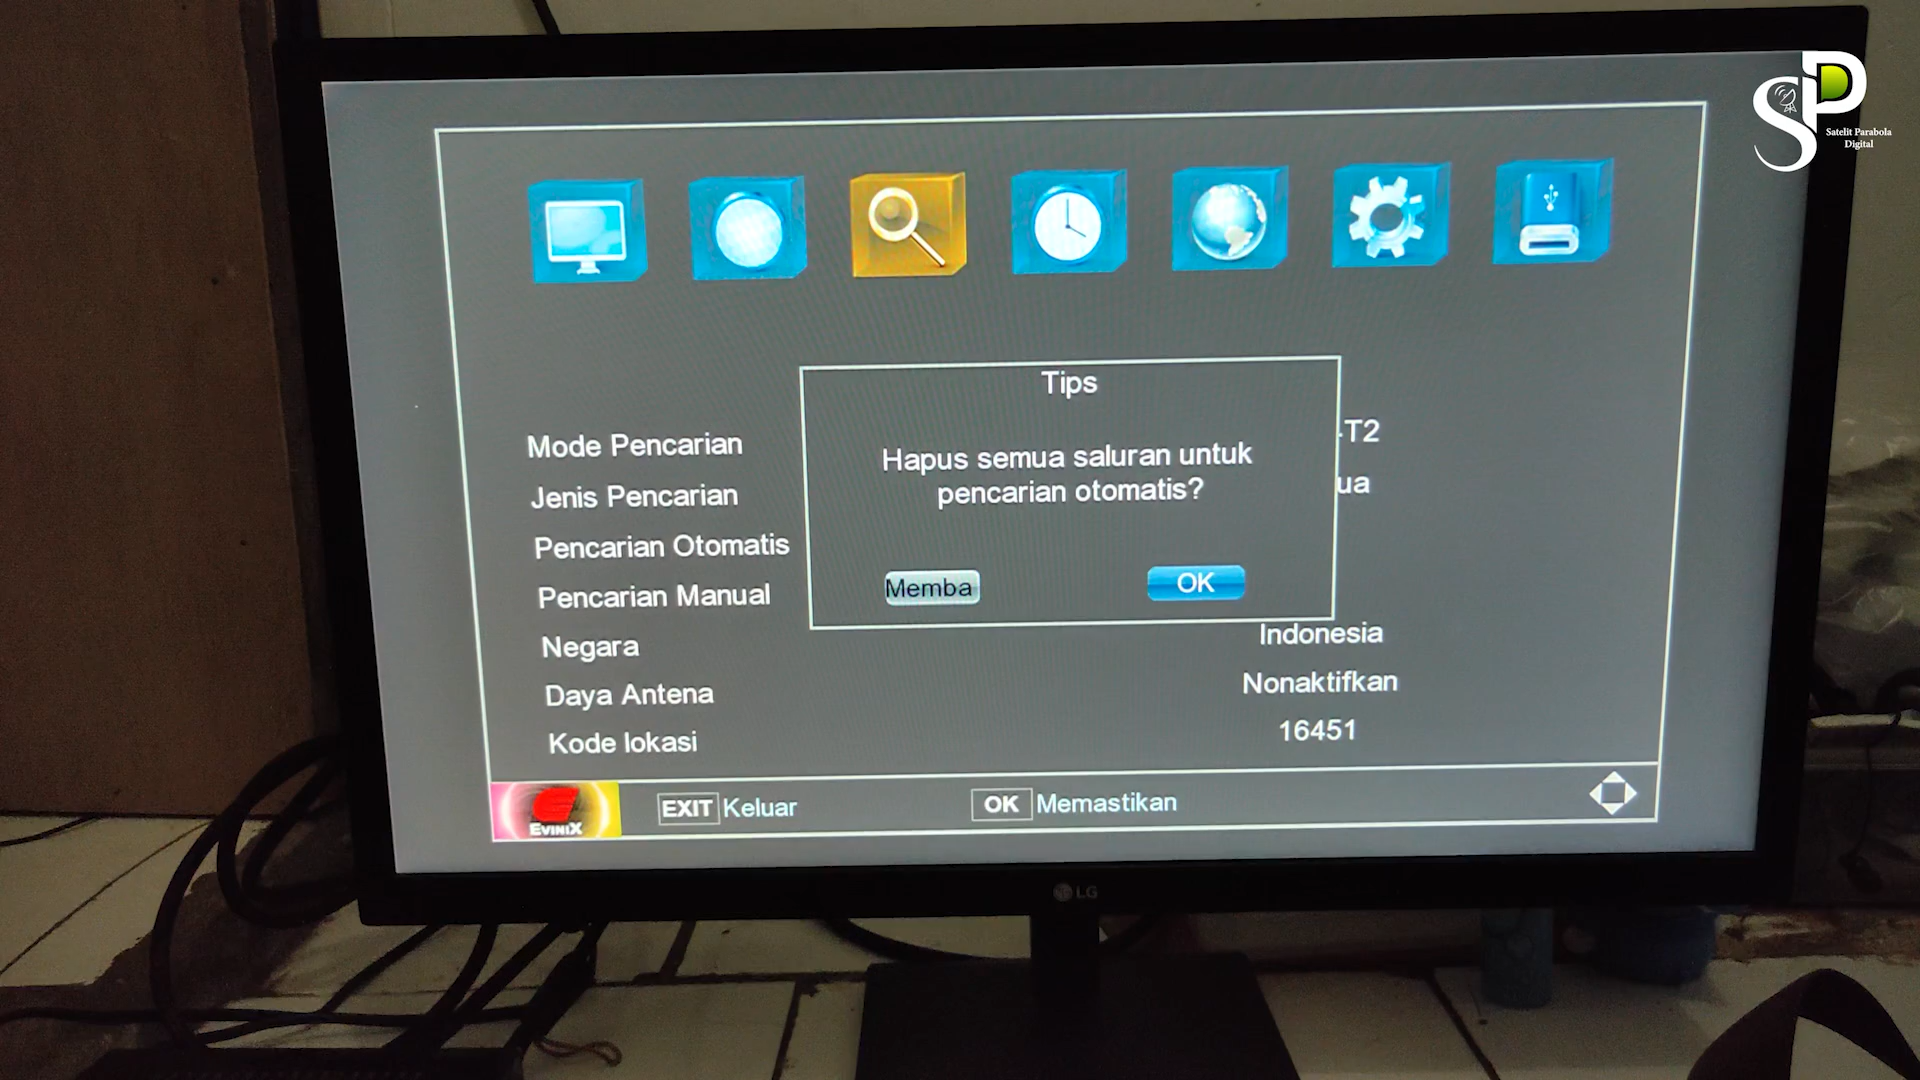 SPD
Satelit Parabola
Digital
Tips
Hapus semua saluran untuk
pencarian otomatis?
Memba
OK
Mode Pencarian
-T2
Jenis Pencarian
ua
Pencarian Otomatis
Pencarian Manual
Negara
Indonesia
Daya Antena
Nonaktifkan
Kode lokasi
16451
EVINIX
EXIT Keluar
OK Memastikan
LG